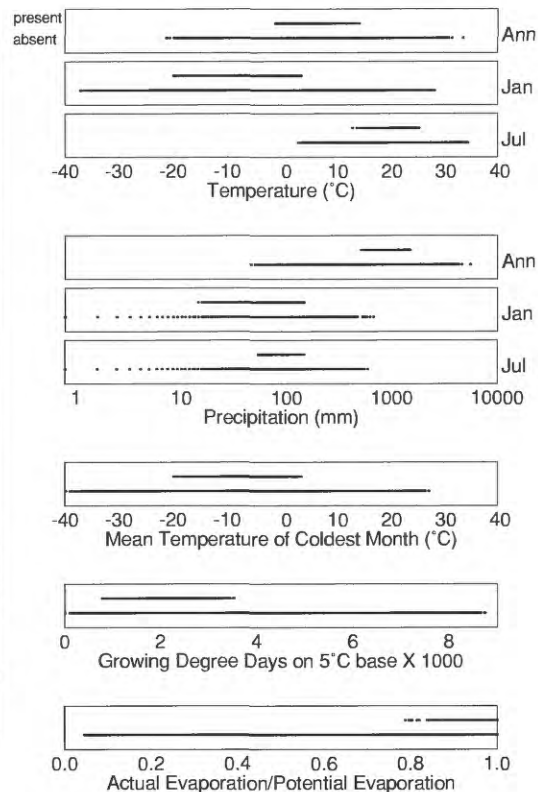 present
absent
Ann
Jan
Jul
-40 -30 -20 -10 0 10 20 30 40
Temperature (˚C)
Ann
Jan
Jul
1 10 100 1000 10000
Precipitation (mm)
-40 -30 -20 -10 0 10 20 30 40
Mean Temperature of Coldest Month (˚C)
0 2 4 6 8
Growing Degree Days on 5˚C base X 1000
0.0 0.2 0.4 0.6 0.8 1.0
Actual Evaporation/Potential Evaporation